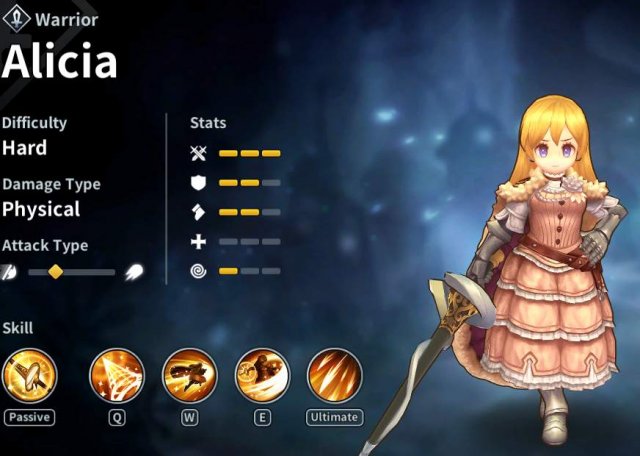 Warrior
Alicia
Difficulty
Hard
Damage Type
Physical
Attack Type
Stats
Skill
Passive
Q
W
E
Ultimate